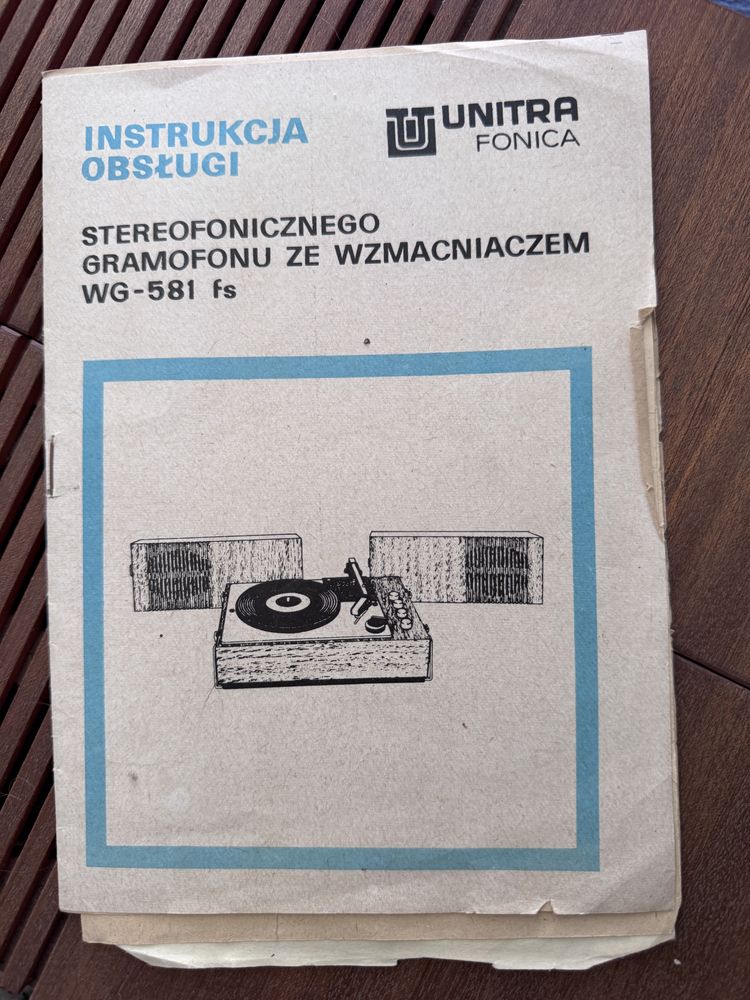 INSTRUKCJA
OBSŁUGI
UNITRA
FONICA
STEREOFONICZNEGO
GRAMOFONU ZE WZMACNIACZEM
WG-581 fs